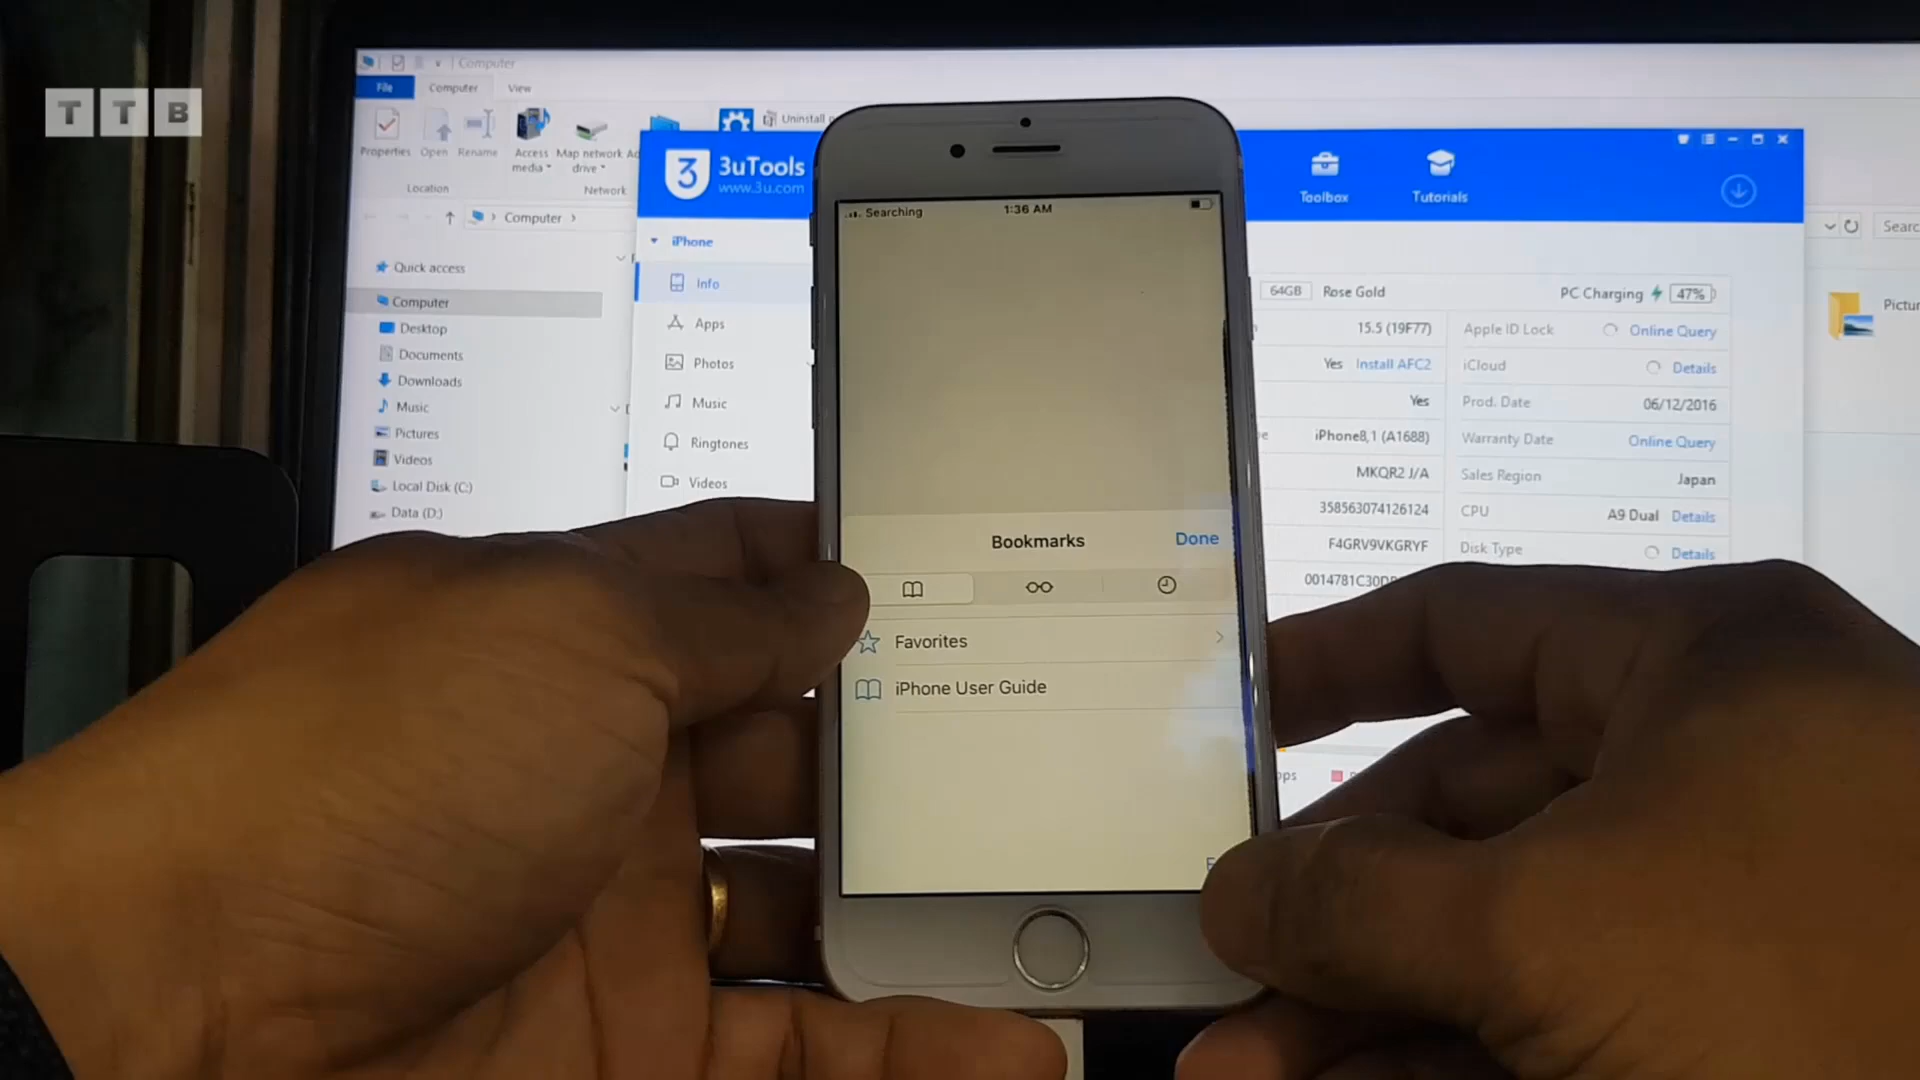 TTB
Computer
File
Computer
View
Properties
Open
Rename
Access media
Map network drive
Uninstall
Location
Network
Computer
Searc
Quick access
Computer
Desktop
Documents
Downloads
Music
Pictures
Videos
Local Disk (C:)
Data (D:)
3uTools
www.3u.com
Toolbox
Tutorials
iPhone
Info
Apps
Photos
Music
Ringtones
Videos
64GB
Rose Gold
PC Charging
47%
15.5 (19F77)
Apple ID Lock
Online Query
Yes
Install AFC2
iCloud
Details
Yes
Prod. Date
06/12/2016
iPhone8,1 (A1688)
Warranty Date
Online Query
MKQR2 J/A
Sales Region
Japan
358563074126124
CPU
A9 Dual
Details
F4GRV9VKGRYF
Disk Type
Details
0014781C30D
Pictur
Searching
1:36 AM
Bookmarks
Done
Favorites
iPhone User Guide